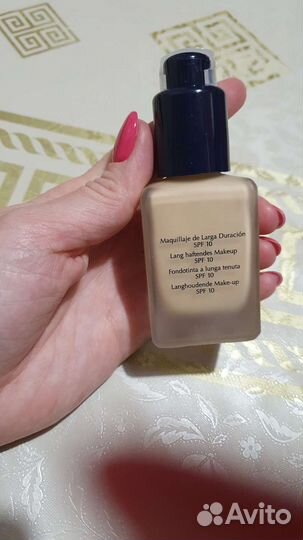 Maquillaje de Larga Duración
SPF 10
Lang haftendes Makeup
SPF 10
Fondotinta a lunga tenuta
SPF 10
Langhoudende Make-up
SPF 10
Avito